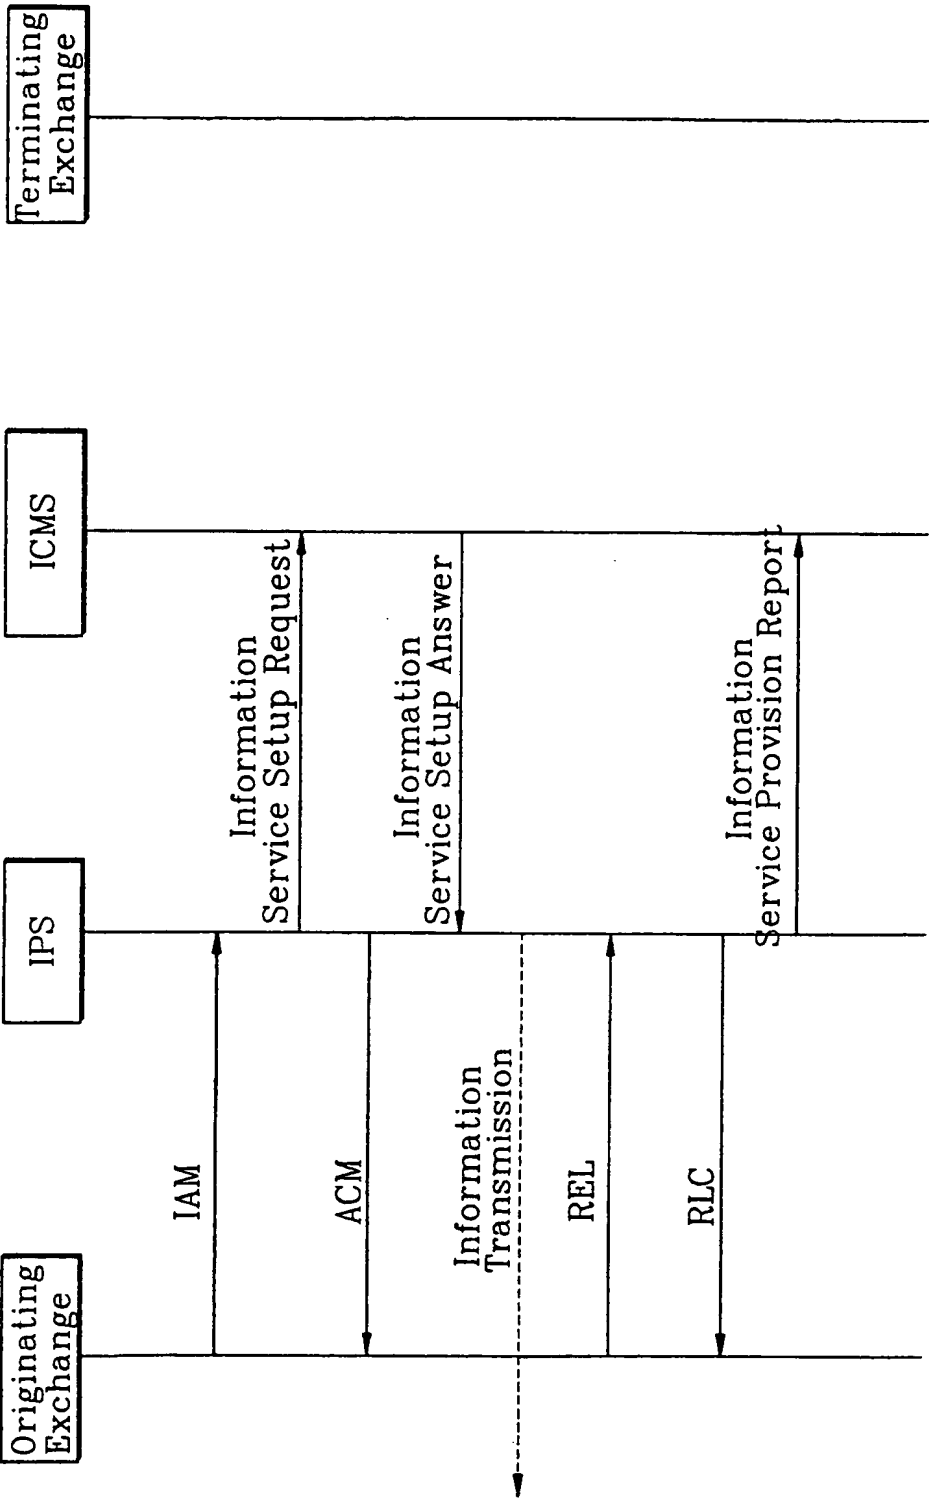 Originating
Exchange
IPS
ICMS
Terminating
Exchange
IAM
Information
Service Setup Request
ACM
Information
Service Setup Answer
Information
Transmission
REL
RLC
Information
Service Provision Report